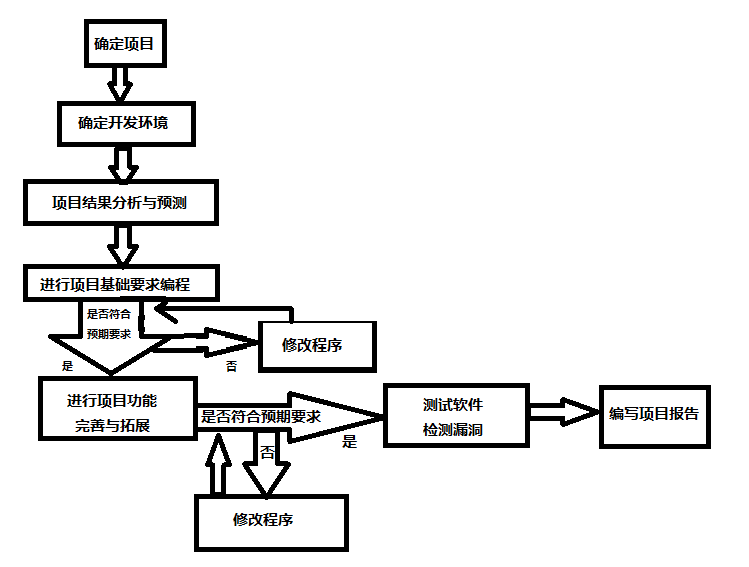 确定项目
确定开发环境
项目结果分析与预测
进行项目基础要求编程
是否符合
预期要求
是
否
修改程序
进行项目功能
完善与拓展
是否符合预期要求
是
否
修改程序
测试软件
检测漏洞
编写项目报告